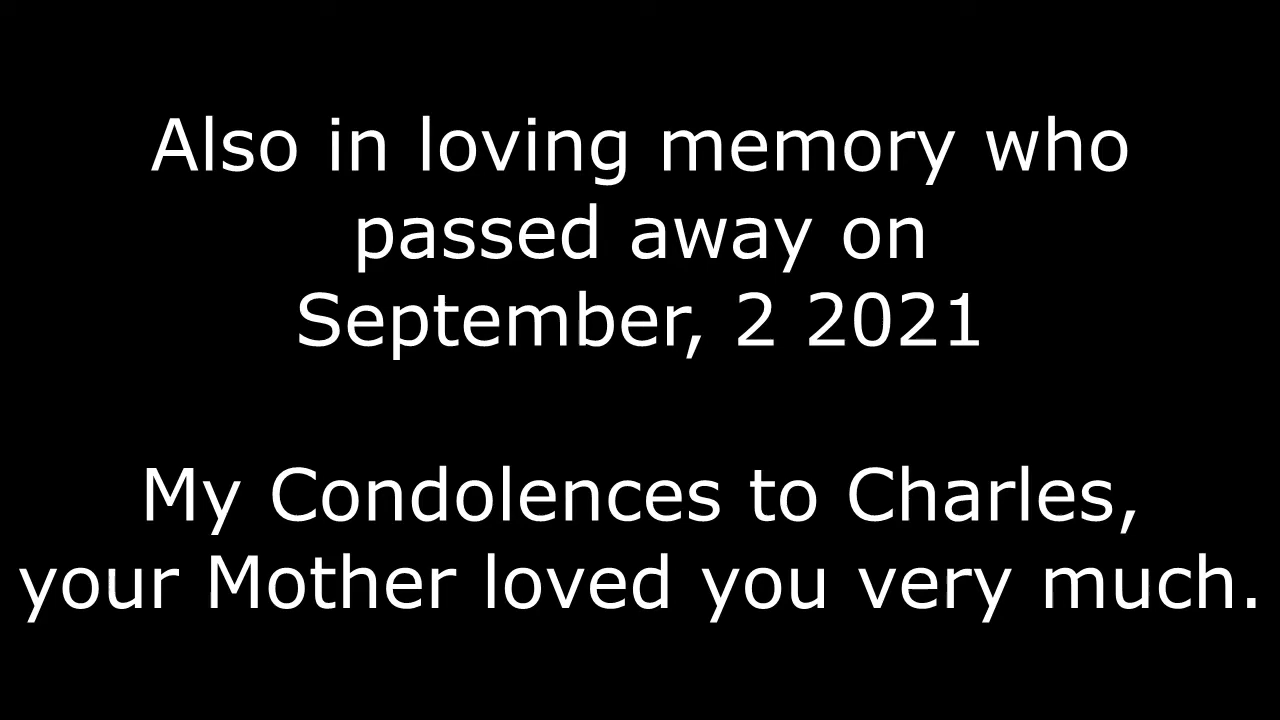 Also in loving memory who
passed away on
September, 2 2021
My Condolences to Charles,
your Mother loved you very much.